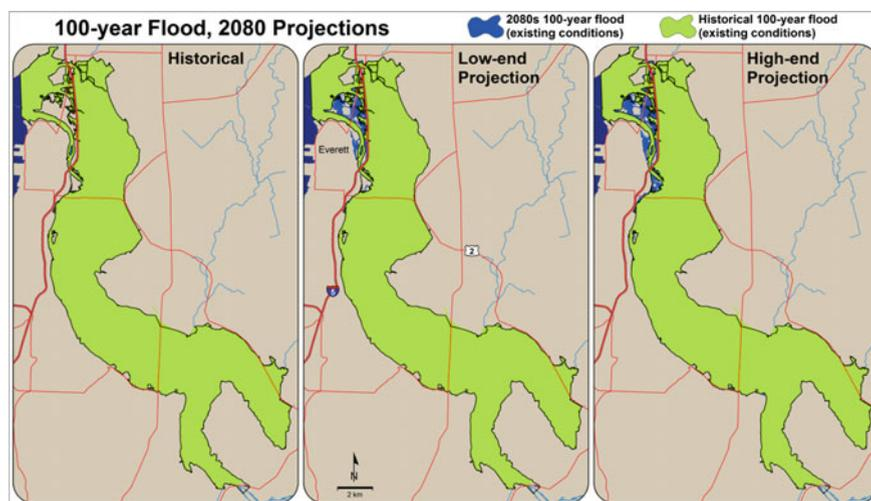 100-year Flood, 2080 Projections
2080s 100-year flood
(existing conditions)
Historical 100-year flood
(existing conditions)
Historical
Low-end
Projection
High-end
Projection
Everett
2
5
N
2 km